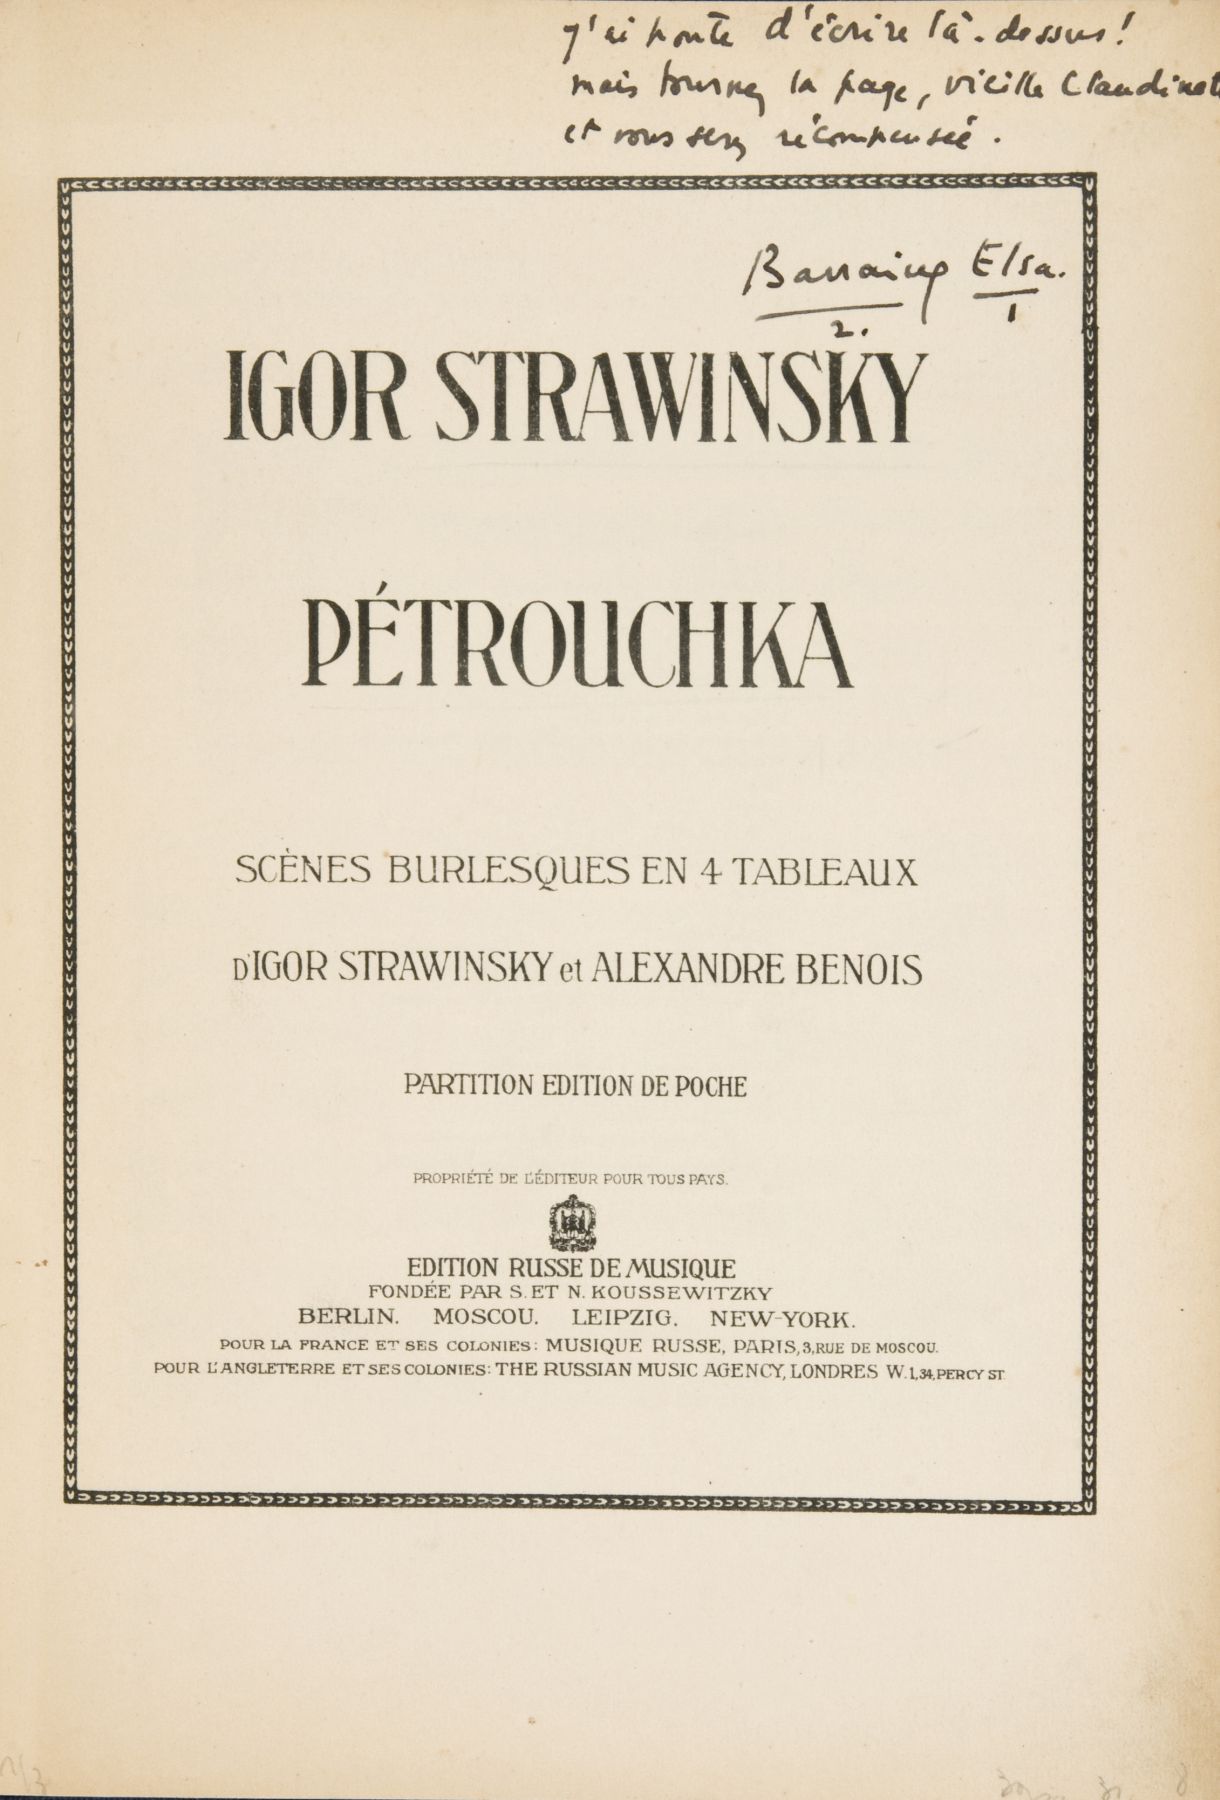 j'ai honte d'écrire là-dessus!
mais tournez la page, vieille Claudinet
et vous serez récompensée.
Barraine Elsa.
2. 1
IGOR STRAWINSKY
PÉTROUCHKA
SCÈNES BURLESQUES EN 4 TABLEAUX
D'IGOR STRAWINSKY et ALEXANDRE BENOIS
PARTITION EDITION DE POCHE
PROPRIÉTÉ DE L'ÉDITEUR POUR TOUS PAYS.
EDITION RUSSE DE MUSIQUE
FONDÉE PAR S. ET N. KOUSSEWITZKY
BERLIN. MOSCOU. LEIPZIG. NEW-YORK.
POUR LA FRANCE ET SES COLONIES: MUSIQUE RUSSE, PARIS, 3, RUE DE MOSCOU.
POUR L'ANGLETERRE ET SES COLONIES: THE RUSSIAN MUSIC AGENCY, LONDRES W. 1, 34, PERCY ST.